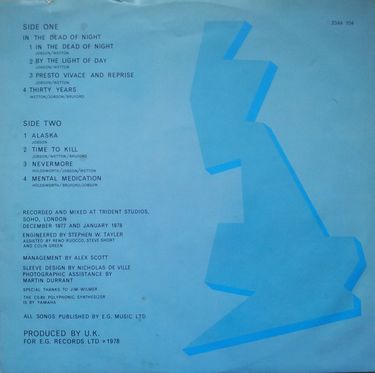 SIDE ONE
2344 104
IN THE DEAD OF NIGHT
1 IN THE DEAD OF NIGHT
JOBSON/WETTON
2 BY THE LIGHT OF DAY
JOBSON/WETTON
3 PRESTO VIVACE AND REPRISE
JOBSON/WETTON
4 THIRTY YEARS
WETTON/JOBSON/BRUFORD
SIDE TWO
1 ALASKA
JOBSON
2 TIME TO KILL
JOBSON/WETTON/BRUFORD
3 NEVERMORE
HOLDSWORTH/JOBSON/WETTON
4 MENTAL MEDICATION
HOLDSWORTH/BRUFORD/JOBSON
RECORDED AND MIXED AT TRIDENT STUDIOS,
SOHO, LONDON
DECEMBER 1977 AND JANUARY 1978
ENGINEERED BY STEPHEN W. TAYLER
ASSISTED BY RENO RUOCCO, STEVE SHORT
AND COLIN GREEN
MANAGEMENT BY ALEX SCOTT
SLEEVE DESIGN BY NICHOLAS DE VILLE
PHOTOGRAPHIC ASSISTANCE BY
MARTIN DURRANT
SPECIAL THANKS TO JIM WILMER
THE CS80 POLYPHONIC SYNTHESIZER
IS BY YAMAHA
ALL SONGS PUBLISHED BY E.G. MUSIC LTD.
PRODUCED BY U.K.
FOR E.G. RECORDS LTD ℗1978